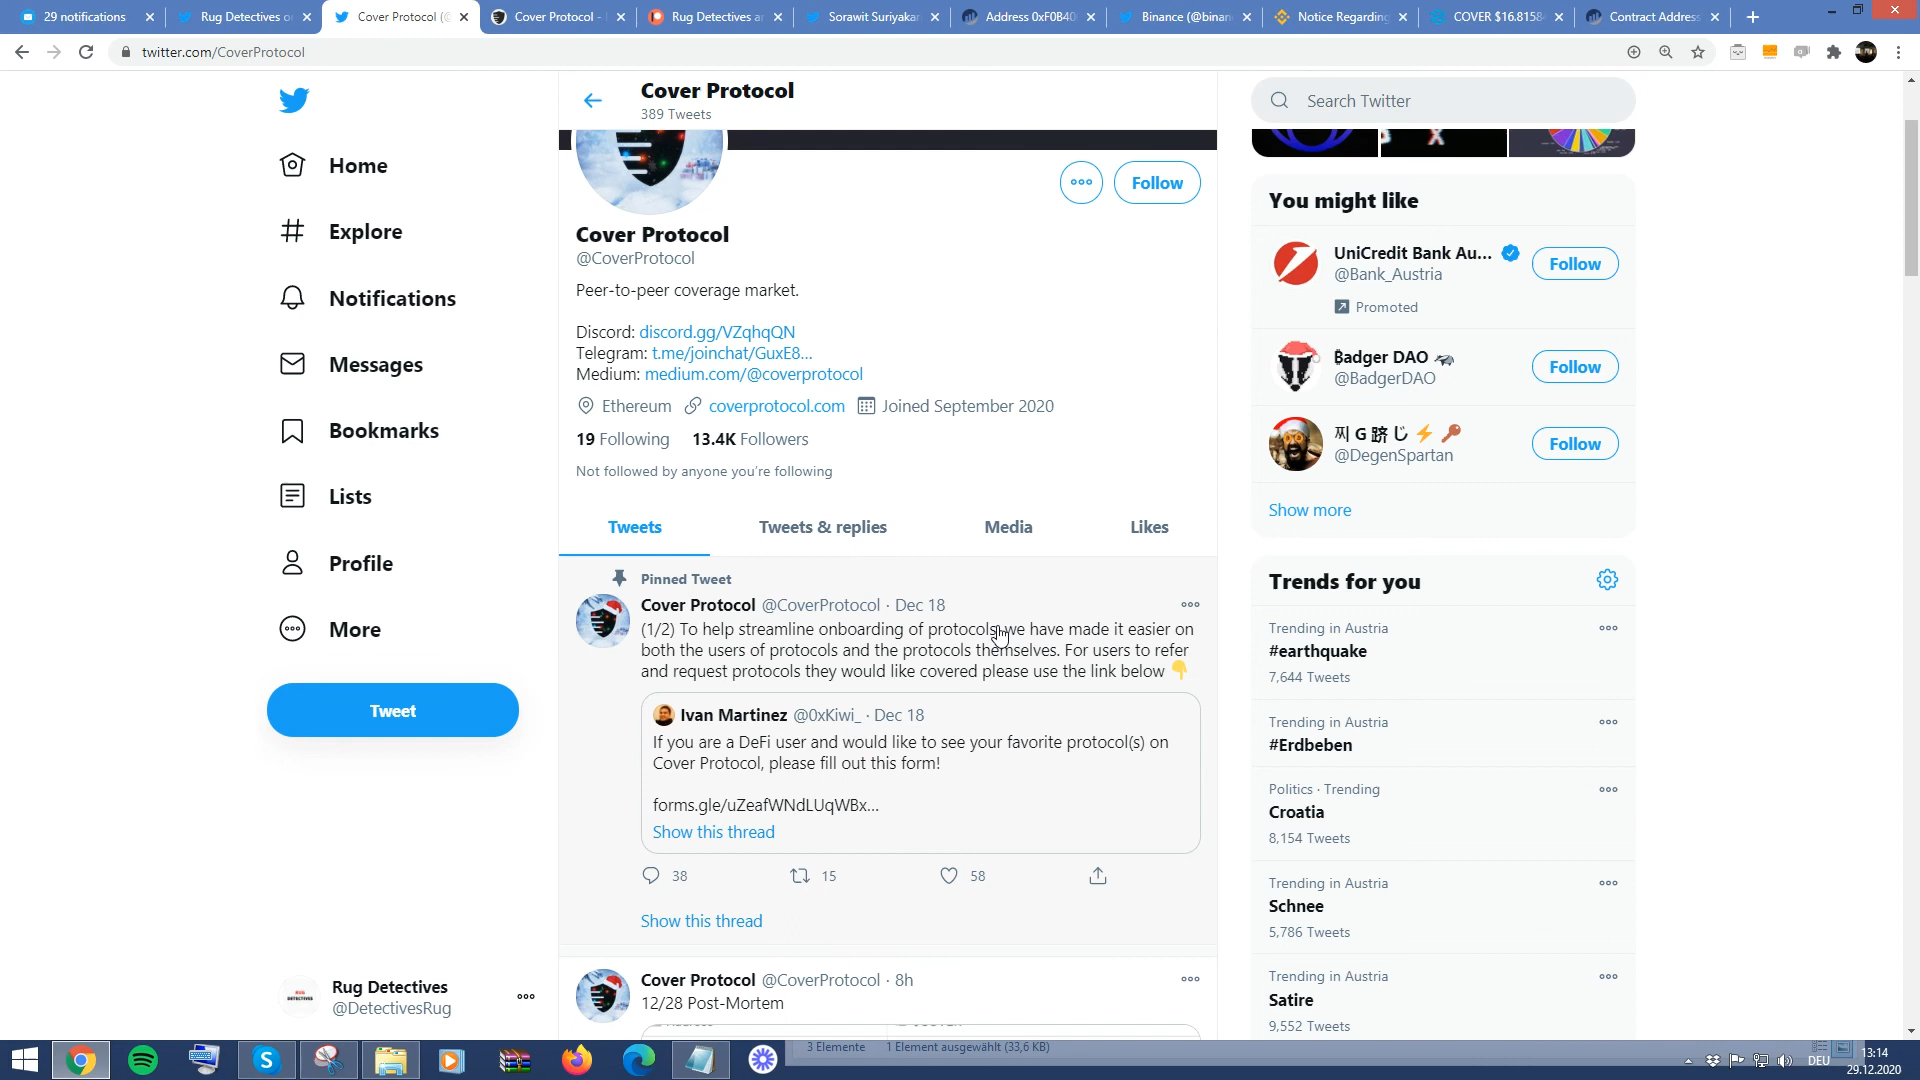 29 notifications
Rug Detectives o
Cover Protocol (@
Cover Protocol -
Rug Detectives a
Sorawit Suriyakar
Address 0xF0B40
Binance (@binan
Notice Regarding
COVER $16.8158
Contract Address
twitter.com/CoverProtocol
Home
Explore
Notifications
Messages
Bookmarks
Lists
Profile
More
Tweet
Rug Detectives
@DetectivesRug
Cover Protocol
389 Tweets
Follow
Cover Protocol
@CoverProtocol
Peer-to-peer coverage market.
Discord: discord.gg/VZqhqQN
Telegram: t.me/joinchat/GuxE8...
Medium: medium.com/@coverprotocol
Ethereum coverprotocol.com Joined September 2020
19 Following 13.4K Followers
Not followed by anyone you're following
Tweets Tweets & replies Media Likes
Pinned Tweet
Cover Protocol @CoverProtocol · Dec 18
(1/2) To help streamline onboarding of protocols we have made it easier on
both the users of protocols and the protocols themselves. For users to refer
and request protocols they would like covered please use the link below 👇
Ivan Martinez @0xKiwi_ · Dec 18
If you are a DeFi user and would like to see your favorite protocol(s) on
Cover Protocol, please fill out this form!
forms.gle/uZeafWNdLUqWBx...
Show this thread
38 15 58
Show this thread
Cover Protocol @CoverProtocol · 8h
12/28 Post-Mortem
Search Twitter
You might like
UniCredit Bank Au...
@Bank_Austria
Follow
Promoted
₿adger DAO 🦡
@BadgerDAO
Follow
찌 G 跻 じ ⚡ 🔑
@DegenSpartan
Follow
Show more
Trends for you
Trending in Austria
#earthquake
7,644 Tweets
Trending in Austria
#Erdbeben
Politics · Trending
Croatia
8,154 Tweets
Trending in Austria
Schnee
5,786 Tweets
Trending in Austria
Satire
9,552 Tweets
3 Elemente 1 Element ausgewählt (33,6 KB)
DEU
13:14
29.12.2020